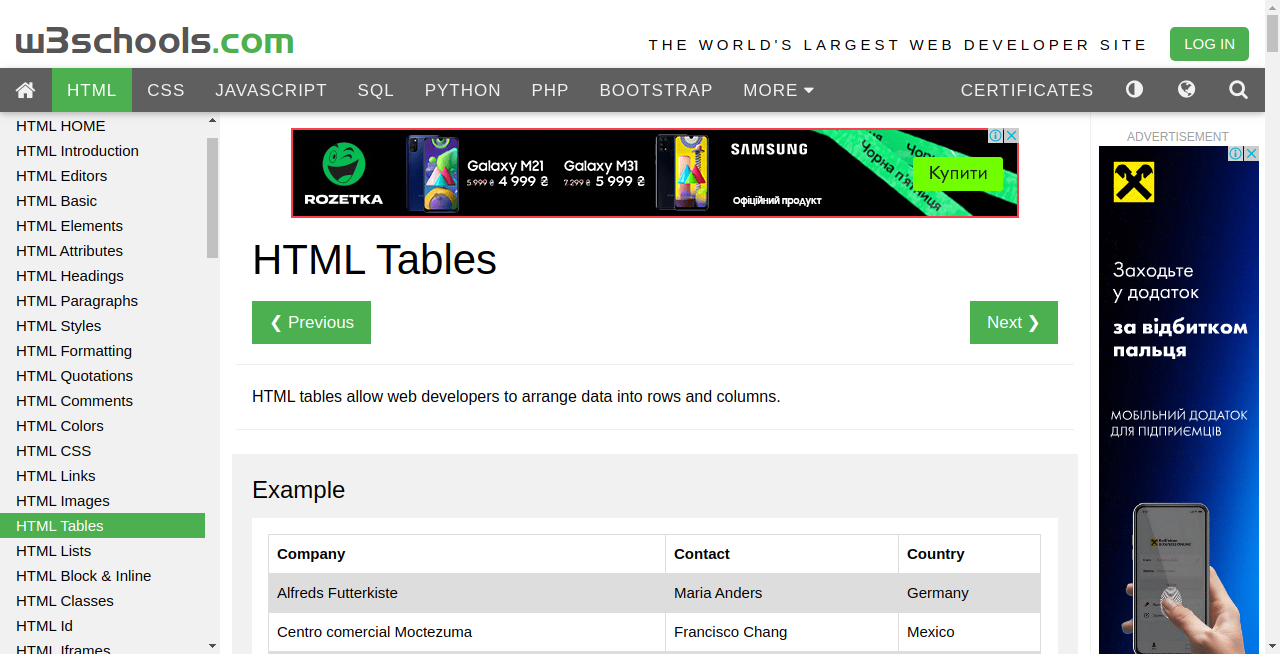 w3schools.com
THE WORLD'S LARGEST WEB DEVELOPER SITE
LOG IN
HTML CSS JAVASCRIPT SQL PYTHON PHP BOOTSTRAP MORE CERTIFICATES
HTML HOME
HTML Introduction
HTML Editors
HTML Basic
HTML Elements
HTML Attributes
HTML Headings
HTML Paragraphs
HTML Styles
HTML Formatting
HTML Quotations
HTML Comments
HTML Colors
HTML CSS
HTML Links
HTML Images
HTML Tables
HTML Lists
HTML Block & Inline
HTML Classes
HTML Id
HTML Iframes
ROZETKA
Galaxy M21
5 999 ₴ 4 999 ₴
Galaxy M31
7 299 ₴ 5 999 ₴
SAMSUNG
Офіційний продукт
Чорна п'ятниця
Купити
HTML Tables
❮ Previous
Next ❯
HTML tables allow web developers to arrange data into rows and columns.
Example
Company Contact Country
Alfreds Futterkiste Maria Anders Germany
Centro comercial Moctezuma Francisco Chang Mexico
ADVERTISEMENT
Заходьте
у додаток
за відбитком
пальця
МОБІЛЬНИЙ ДОДАТОК
ДЛЯ ПІДПРИЄМЦІВ